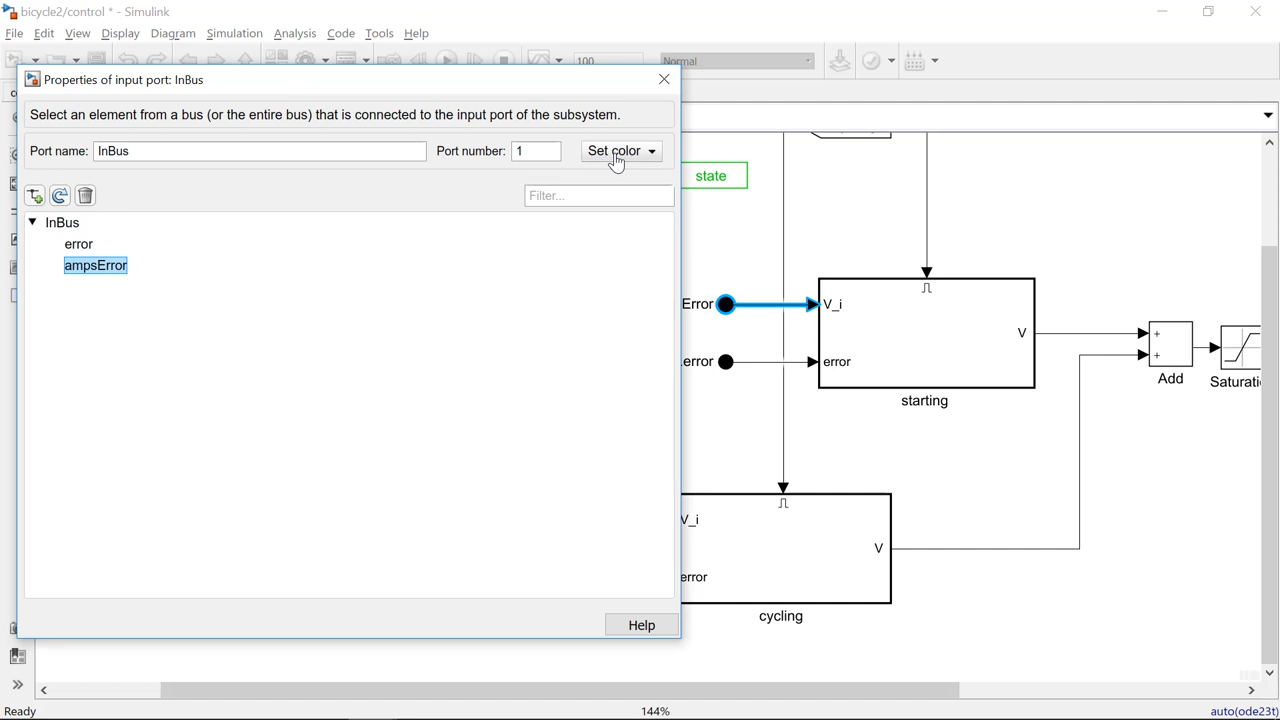 bicycle2/control * - Simulink
File Edit View Display Diagram Simulation Analysis Code Tools Help
100 Normal
Properties of input port: InBus
Select an element from a bus (or the entire bus) that is connected to the input port of the subsystem.
Port name: InBus Port number: 1 Set color
Filter...
InBus
error
ampsError
Help
state
Error V_i
V
error error
starting
+
+
Add
Saturati
V_i
V
error
cycling
Ready 144% auto(ode23t)